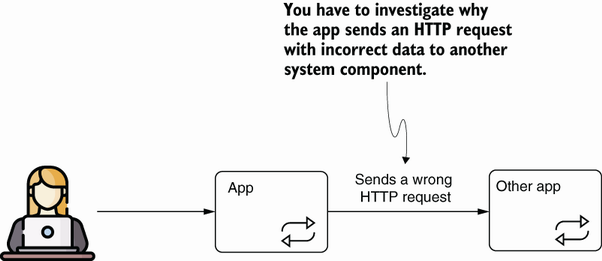 You have to investigate why
the app sends an HTTP request
with incorrect data to another
system component.
App
Sends a wrong
HTTP request
Other app